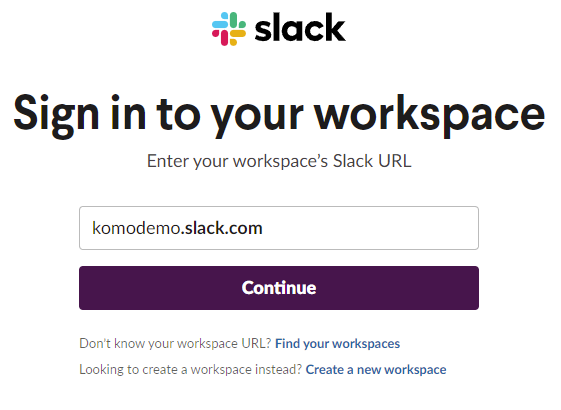 slack
Sign in to your workspace
Enter your workspace's Slack URL
komodemo.slack.com
Continue
Don't know your workspace URL? Find your workspaces
Looking to create a workspace instead? Create a new workspace